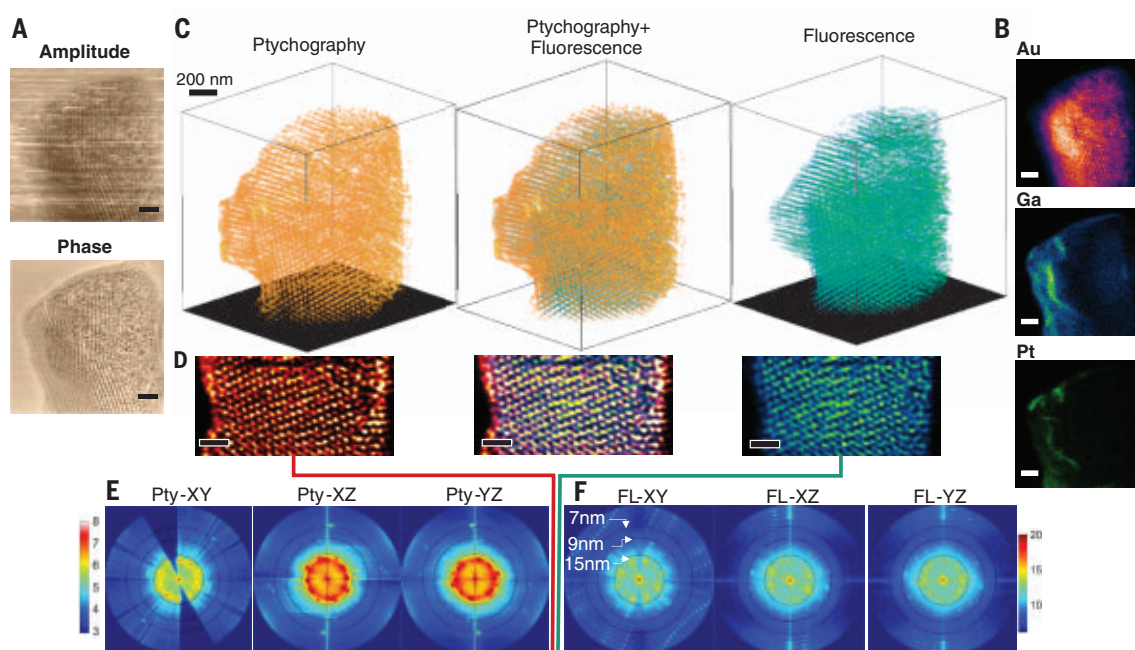 A
Amplitude
Phase
C
Ptychography
Ptychography+
Fluorescence
Fluorescence
200 nm
B
Au
Ga
Pt
D
E
Pty-XY
Pty-XZ
Pty-YZ
8
7
6
5
4
3
F
FL-XY
FL-XZ
FL-YZ
7nm
9nm
15nm
20
15
10